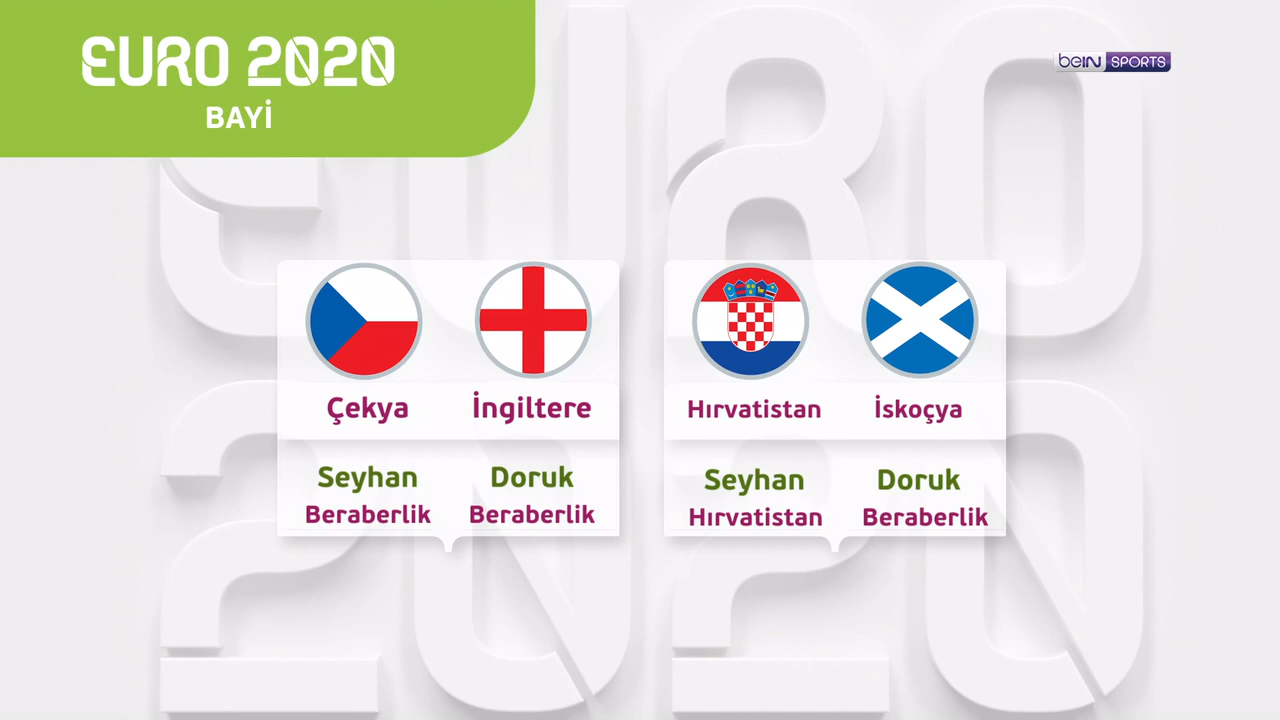 EURO 2020
BAYİ
beIN SPORTS
Çekya İngiltere
Seyhan Doruk
Beraberlik Beraberlik
Hırvatistan İskoçya
Seyhan Doruk
Hırvatistan Beraberlik